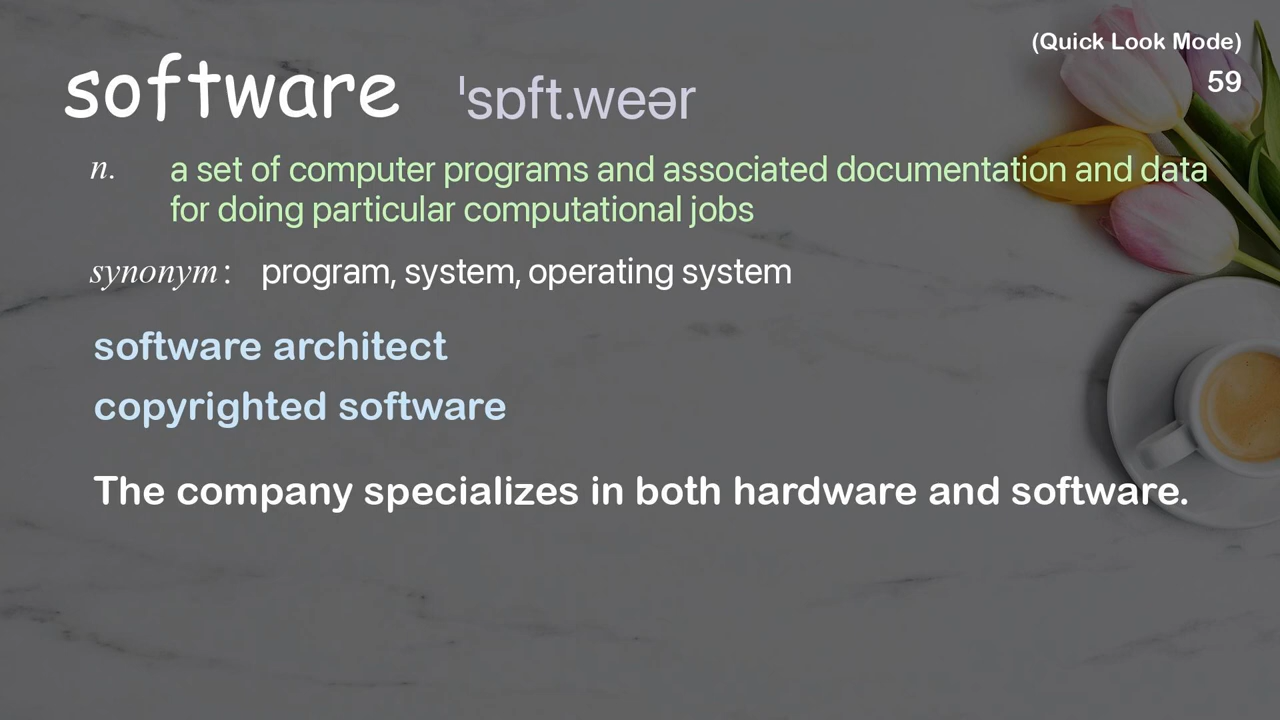 (Quick Look Mode)
software ˈsɒft.weər
59
n. a set of computer programs and associated documentation and data
for doing particular computational jobs
synonym: program, system, operating system
software architect
copyrighted software
The company specializes in both hardware and software.